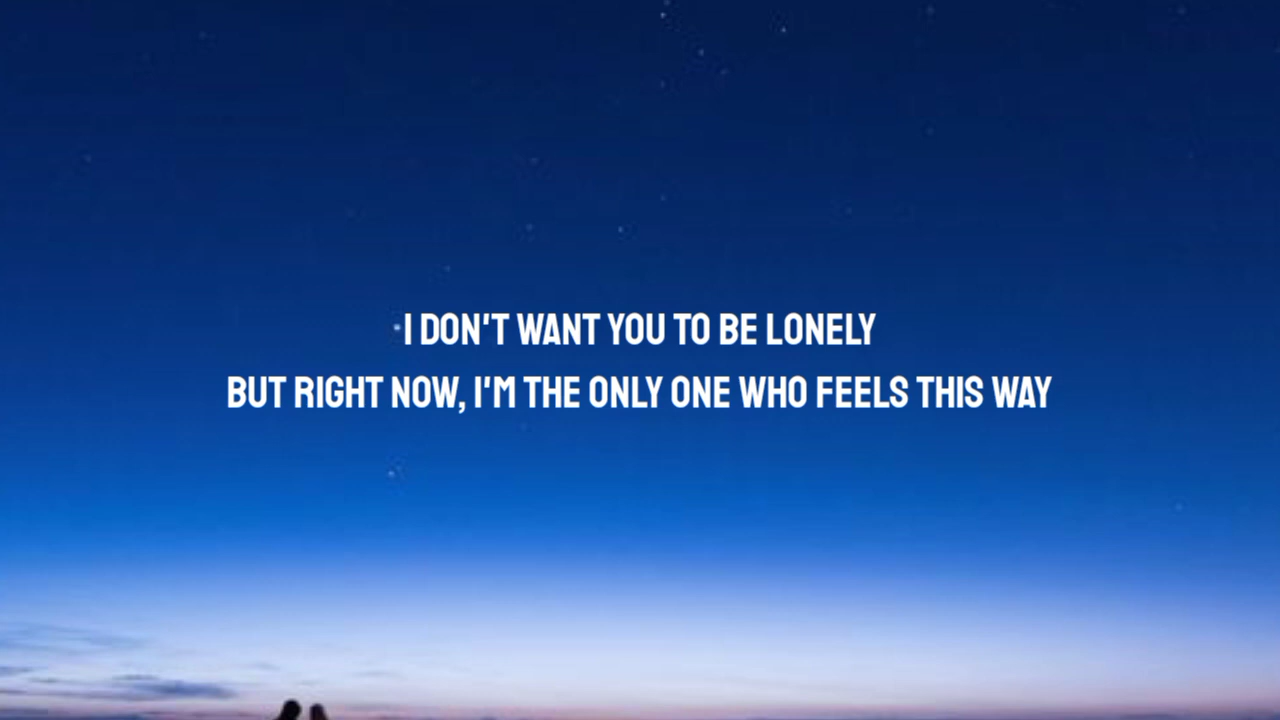 I DON'T WANT YOU TO BE LONELY
BUT RIGHT NOW, I'M THE ONLY ONE WHO FEELS THIS WAY